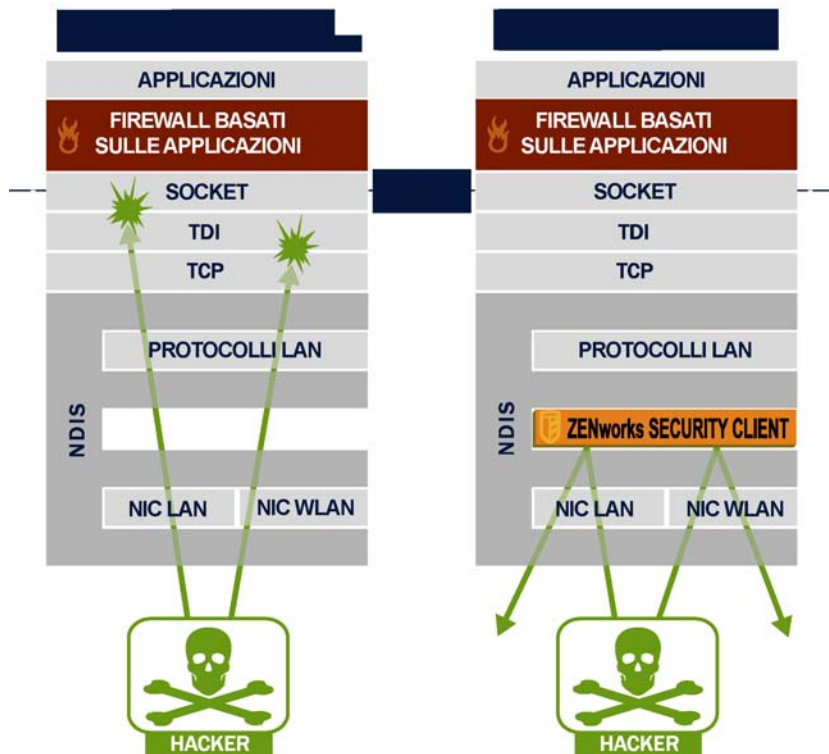 APPLICAZIONI
FIREWALL BASATI
SULLE APPLICAZIONI
SOCKET
TDI
TCP
PROTOCOLLI LAN
NDIS
NIC LAN
NIC WLAN
HACKER
APPLICAZIONI
FIREWALL BASATI
SULLE APPLICAZIONI
SOCKET
TDI
TCP
PROTOCOLLI LAN
NDIS
ZENworks SECURITY CLIENT
NIC LAN
NIC WLAN
HACKER